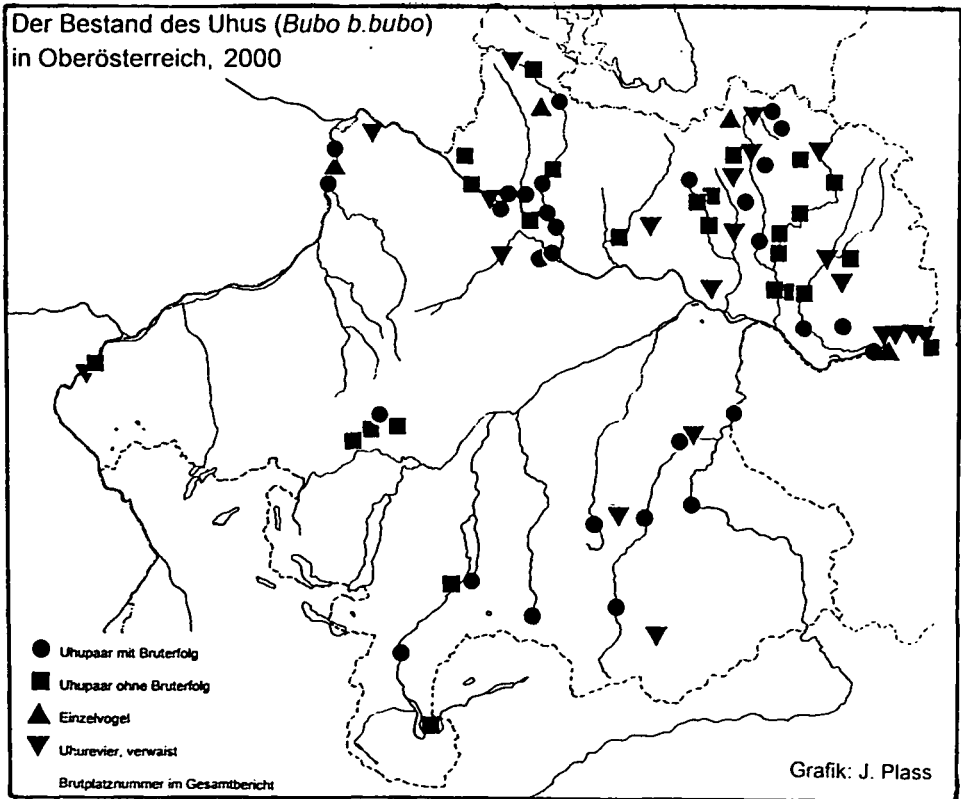 Der Bestand des Uhus (Bubo b.bubo)
in Oberösterreich, 2000
Uhupaar mit Bruterfolg
Uhupaar ohne Bruterfolg
Einzelvogel
Uhurevier, verwaist
Brutplatznummer im Gesamtbericht
Grafik: J. Plass